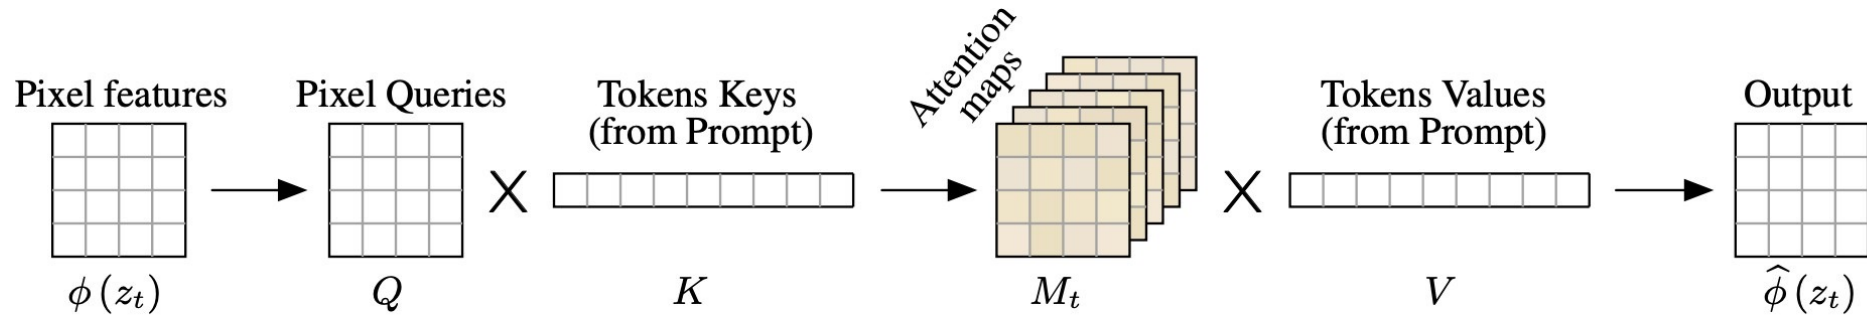 Pixel features
Pixel Queries
Tokens Keys
(from Prompt)
Attention
maps
Tokens Values
(from Prompt)
Output
X
X
ϕ (z_t)
Q
K
M_t
V
ϕ̂ (z_t)